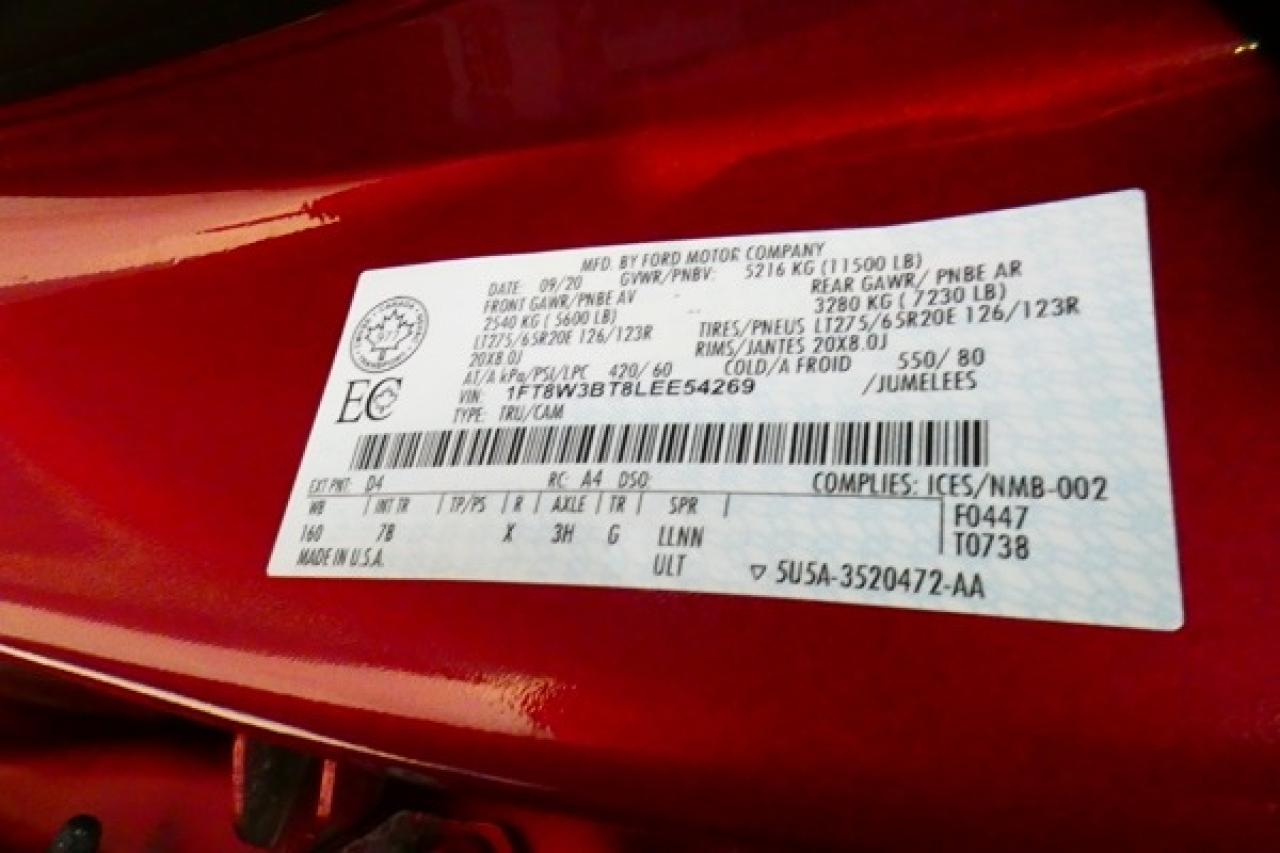 MFD. BY FORD MOTOR COMPANY
DATE: 09/20 GVWR/PNBV: 5216 KG (11500 LB)
FRONT GAWR/PNBE AV REAR GAWR/ PNBE AR
2540 KG ( 5600 LB) 3280 KG ( 7230 LB)
LT275/65R20E 126/123R TIRES/PNEUS LT275/65R20E 126/123R
20X8.0J RIMS/JANTES 20X8.0J
AT/A kPa/PSI/LPC 420/ 60 COLD/A FROID 550/ 80
VIN: 1FT8W3BT8LEE54269 /JUMELEES
TYPE: TRU/CAM
977
EC
EXT PNT: D4 RC: A4 DSO: COMPLIES: ICES/NMB-002
WB INT TR TP/PS R AXLE TR SPR F0447
160 7B X 3H G LLNN T0738
MADE IN U.S.A. ULT ▽ 5U5A-3520472-AA